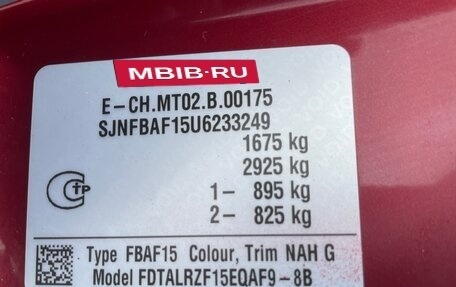 MBIB·RU
E–CH.MT02.B.00175
SJNFBAF15U6233249
1675 kg
2925 kg
1– 895 kg
2– 825 kg
Type FBAF15 Colour, Trim NAH G
Model FDTALRZF15EQAF9–8B